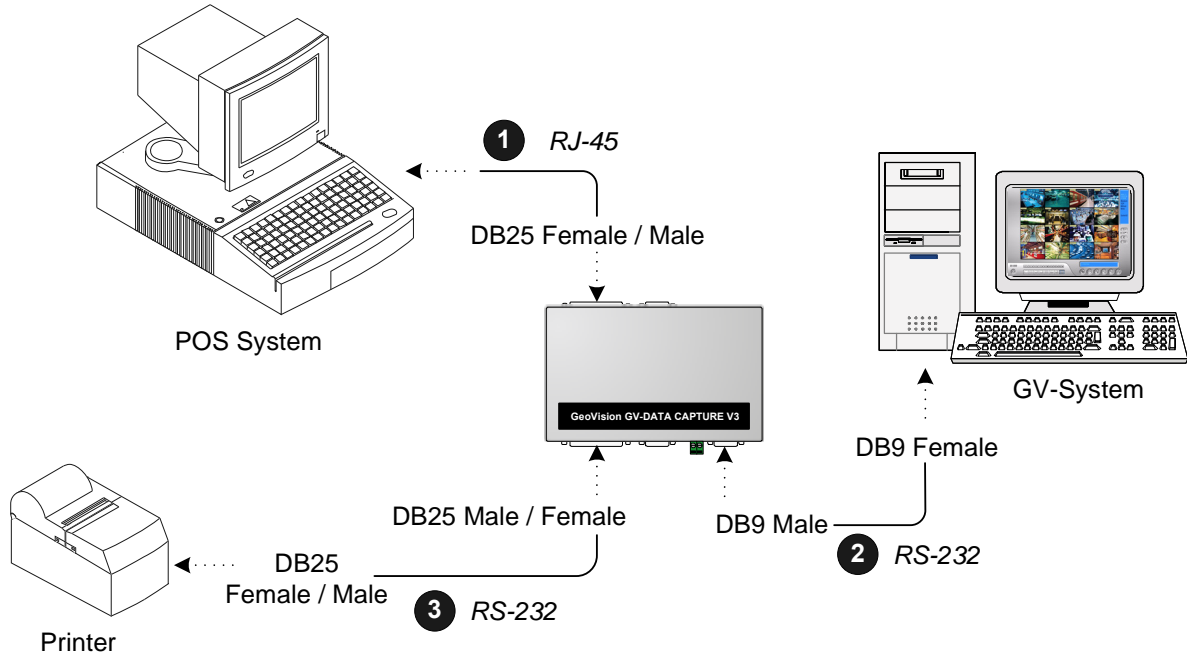 1 RJ-45
DB25 Female / Male
POS System
GV-System
GeoVision GV-DATA CAPTURE V3
DB9 Female
DB25 Male / Female
DB9 Male
2 RS-232
DB25
Female / Male
3 RS-232
Printer